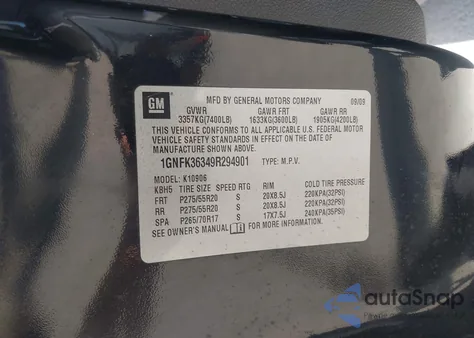 GM
MFD BY GENERAL MOTORS COMPANY 09/09
GVWR GAWR FRT GAWR RR
3357KG(7400LB) 1633KG(3600LB) 1905KG(4200LB)
THIS VEHICLE CONFORMS TO ALL APPLICABLE U.S. FEDERAL MOTOR
VEHICLE SAFETY STANDARDS IN EFFECT ON THE DATE OF
MANUFACTURE SHOWN ABOVE.
1GNFK36349R294901 TYPE: M.P.V.
MODEL: K10906
KBH5 TIRE SIZE SPEED RTG RIM COLD TIRE PRESSURE
FRT P275/55R20 S 20X8.5J 220KPA(32PSI)
RR P275/55R20 S 20X8.5J 220KPA(32PSI)
SPA P265/70R17 S 17X7.5J 240KPA(35PSI)
SEE OWNER'S MANUAL FOR MORE INFORMATION.
autoSnap